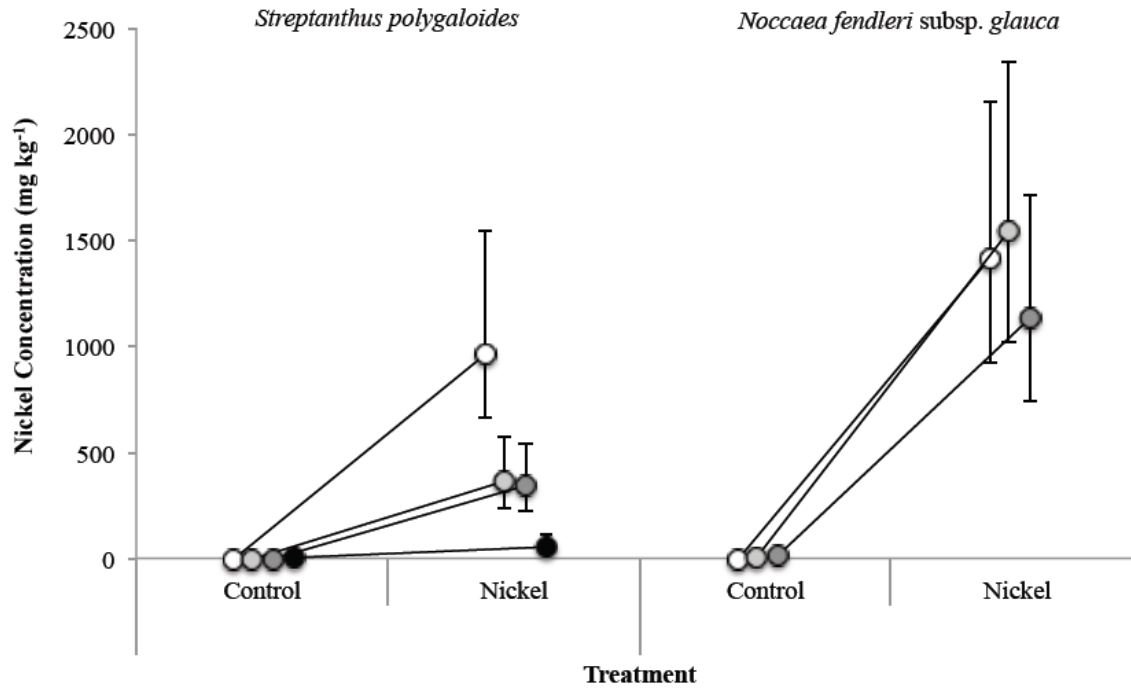 Streptanthus polygaloides
Noccaea fendleri subsp. glauca
2500
2000
1500
1000
500
0
Nickel Concentration (mg kg⁻¹)
Control
Nickel
Control
Nickel
Treatment